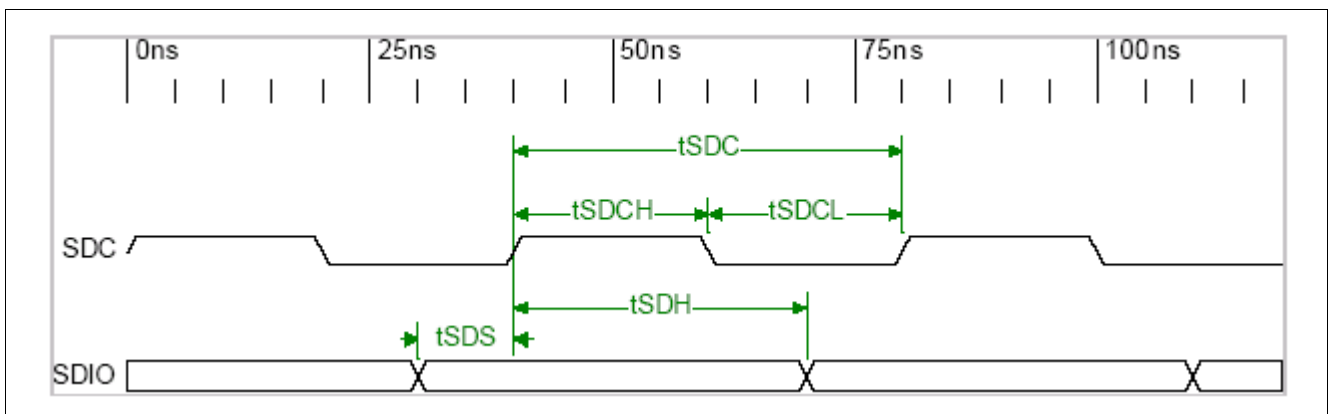 0ns 25ns 50ns 75ns 100ns
tSDC
tSDCH tSDCL
SDC
tSDH
tSDS
SDIO